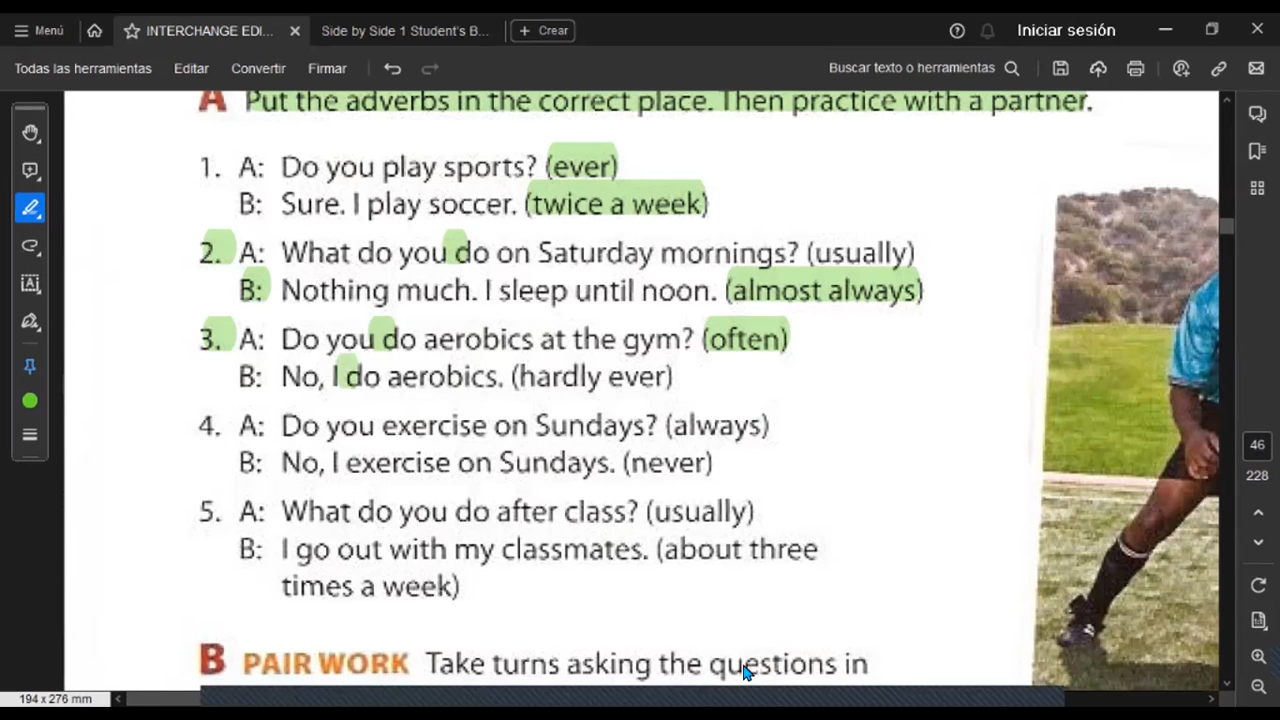 Menú
INTERCHANGE EDI...
Side by Side 1 Student's B...
Crear
Iniciar sesión
Todas las herramientas
Editar
Convertir
Firmar
Buscar texto o herramientas
A Put the adverbs in the correct place. Then practice with a partner.
1. A: Do you play sports? (ever)
B: Sure. I play soccer. (twice a week)
2. A: What do you do on Saturday mornings? (usually)
B: Nothing much. I sleep until noon. (almost always)
3. A: Do you do aerobics at the gym? (often)
B: No, I do aerobics. (hardly ever)
4. A: Do you exercise on Sundays? (always)
B: No, I exercise on Sundays. (never)
5. A: What do you do after class? (usually)
B: I go out with my classmates. (about three
times a week)
B PAIR WORK Take turns asking the questions in
46
228
194 x 276 mm